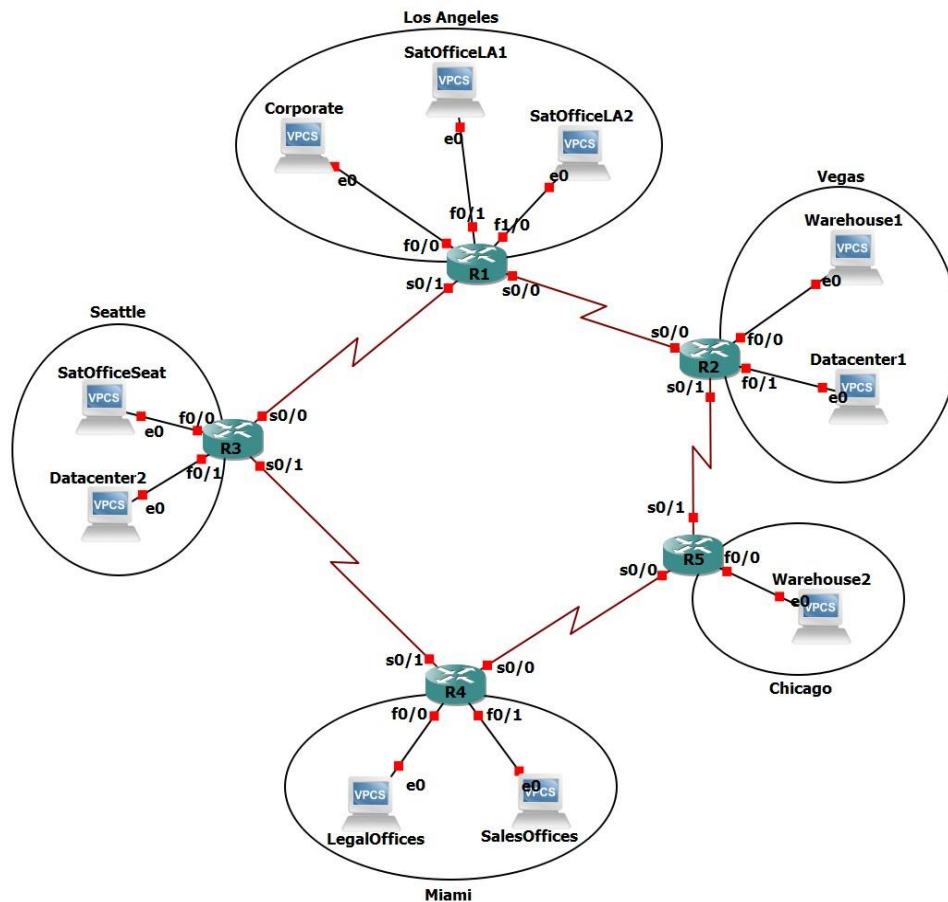 Los Angeles
SatOfficeLA1
VPCS
Corporate
SatOfficeLA2
VPCS
VPCS
e0
e0
e0
Vegas
Warehouse1
f0/1
f1/0
f0/0
VPCS
R1
s0/1
s0/0
e0
Seattle
s0/0
f0/0
R2
Datacenter1
SatOfficeSeat
s0/1
f0/1
VPCS
e0
VPCS
f0/0
s0/0
e0
R3
Datacenter2
f0/1
s0/1
VPCS
e0
s0/1
R5
f0/0
s0/0
Warehouse2
e0
VPCS
s0/1
s0/0
R4
Chicago
f0/0
f0/1
e0
e0
VPCS
VPCS
LegalOffices
SalesOffices
Miami